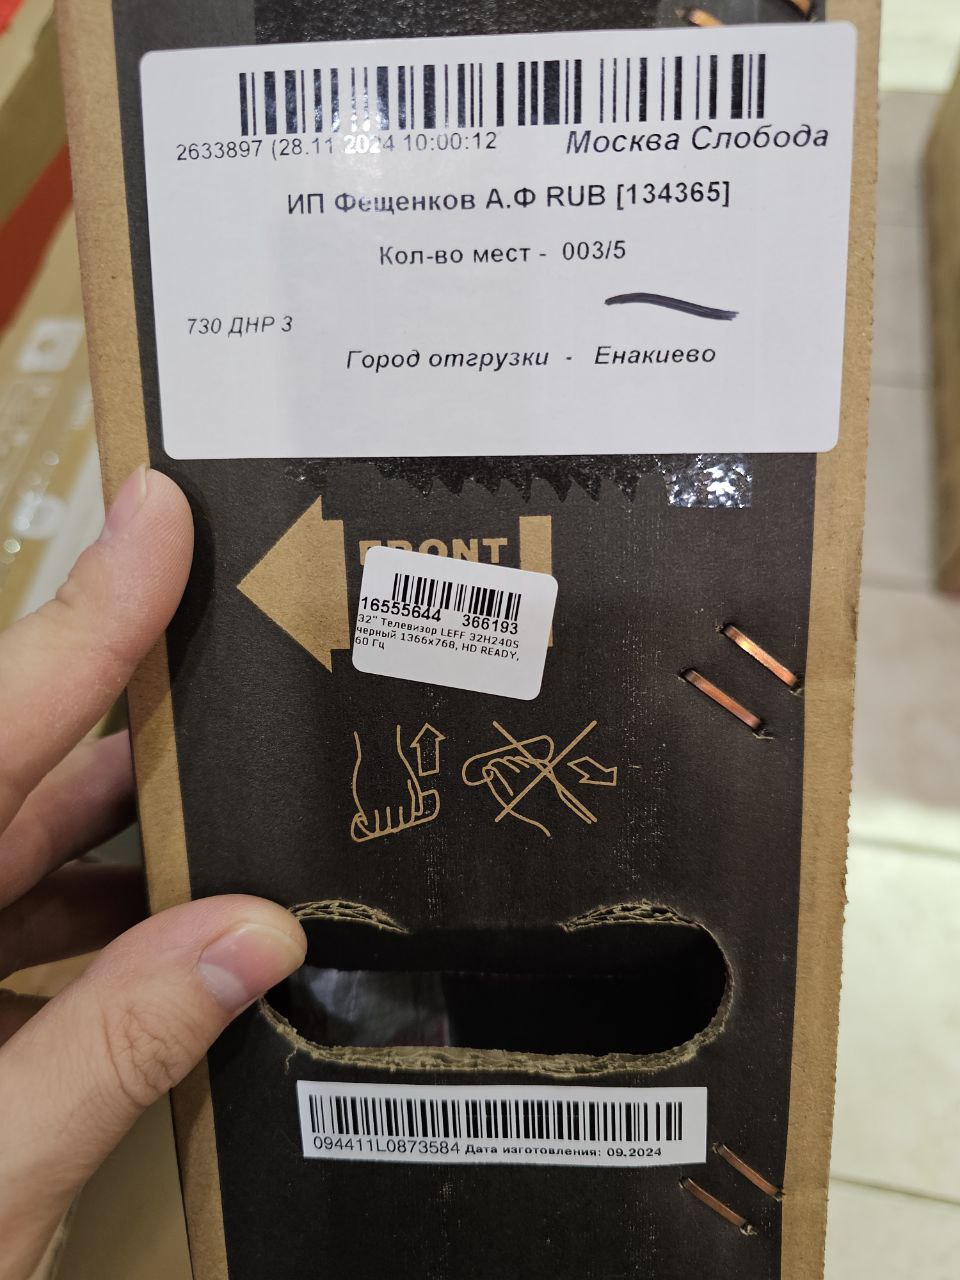 2633897 (28.11 2024 10:00:12 Москва Слобода
ИП Фещенков А.Ф RUB [134365]
Кол-во мест - 003/5
730 ДНР 3
Город отгрузки - Енакиево
FRONT
16555644 366193
32" Телевизор LEFF 32H240S
черный 1366x768, HD READY,
60 Гц
094411L0873584 Дата изготовления: 09.2024